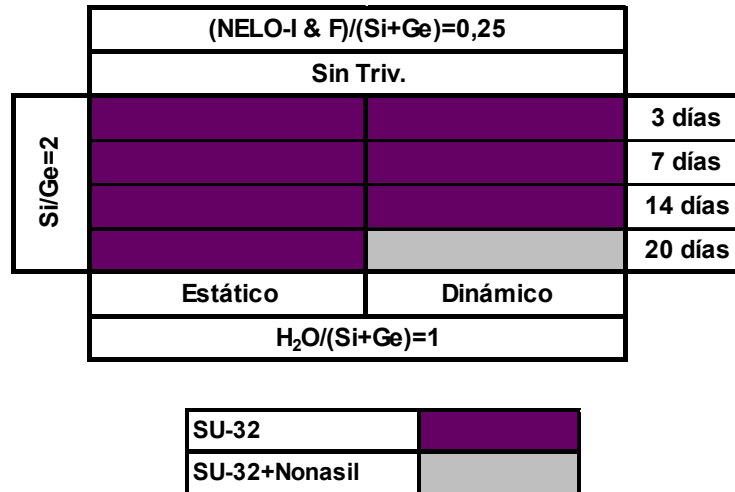 (NELO-I & F)/(Si+Ge)=0,25
Sin Triv.
Si/Ge=2
3 días
7 días
14 días
20 días
Estático
Dinámico
H₂O/(Si+Ge)=1
SU-32
SU-32+Nonasil